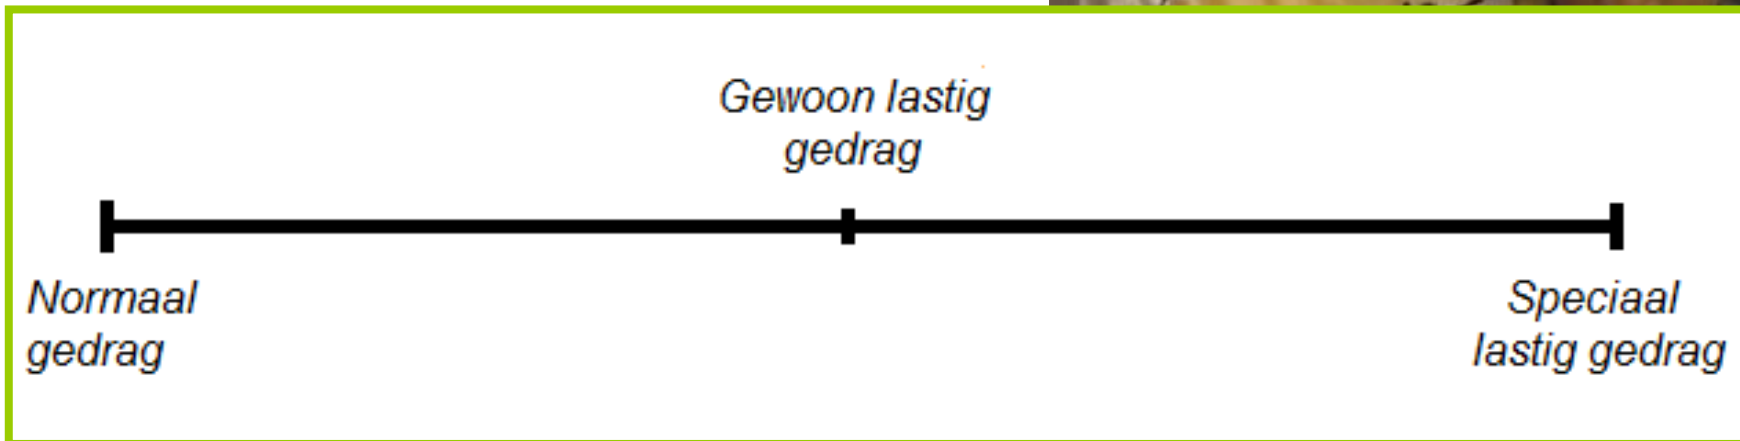 Gewoon lastig
gedrag
Normaal
gedrag
Speciaal
lastig gedrag